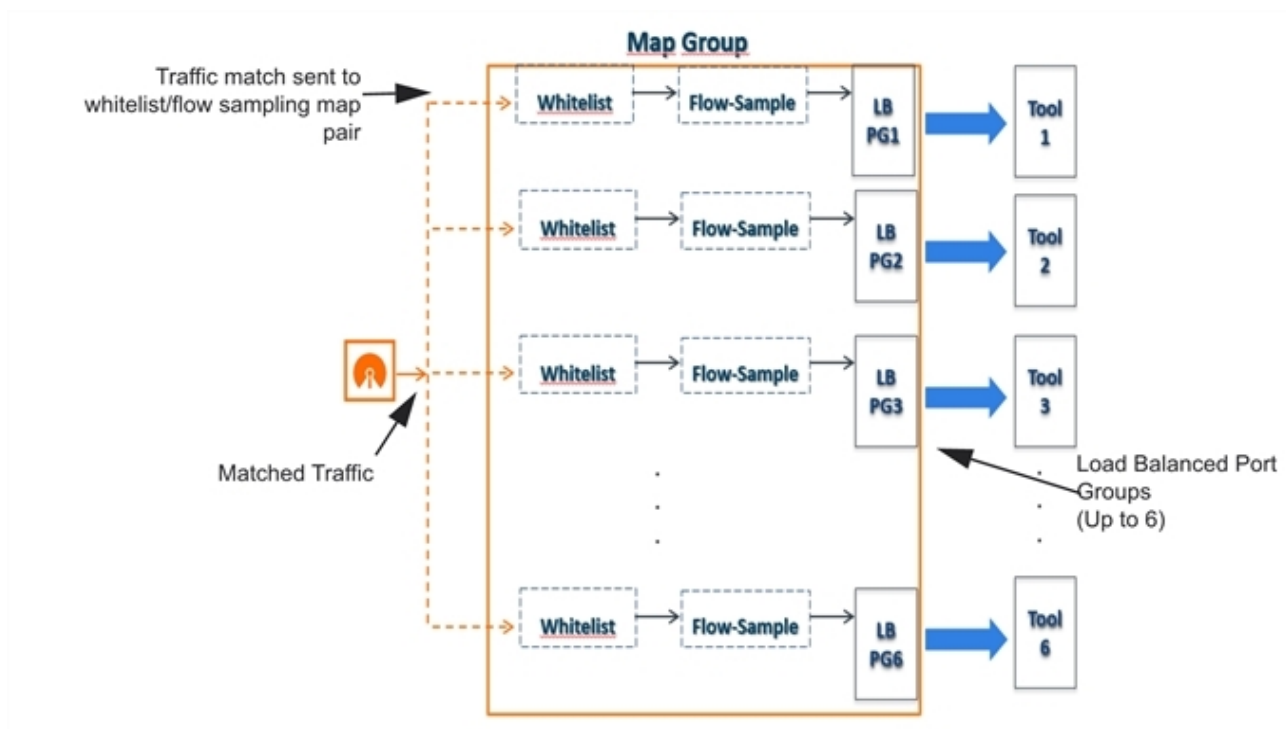 Map Group
Traffic match sent to
whitelist/flow sampling map
pair
Whitelist
Flow-Sample
LB
PG1
Tool
1
Whitelist
Flow-Sample
LB
PG2
Tool
2
Whitelist
Flow-Sample
LB
PG3
Tool
3
Matched Traffic
Load Balanced Port
Groups
(Up to 6)
Whitelist
Flow-Sample
LB
PG6
Tool
6